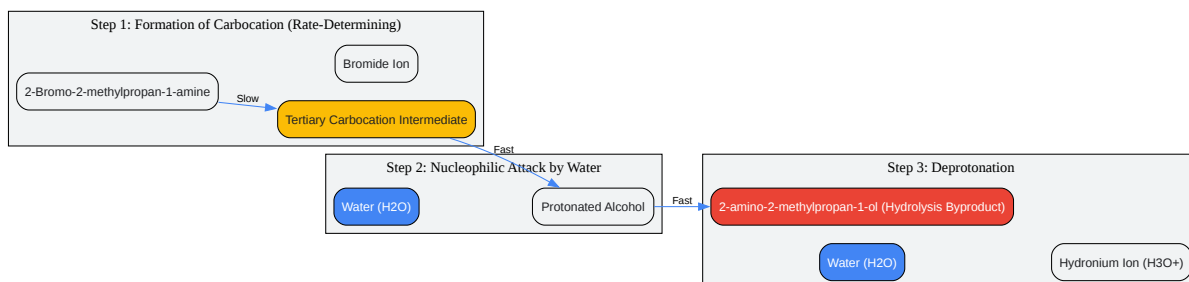 Step 1: Formation of Carbocation (Rate-Determining)
Bromide Ion
2-Bromo-2-methylpropan-1-amine
Slow
Tertiary Carbocation Intermediate
Fast
Step 2: Nucleophilic Attack by Water
Water (H2O)
Protonated Alcohol
Fast
Step 3: Deprotonation
2-amino-2-methylpropan-1-ol (Hydrolysis Byproduct)
Water (H2O)
Hydronium Ion (H3O+)